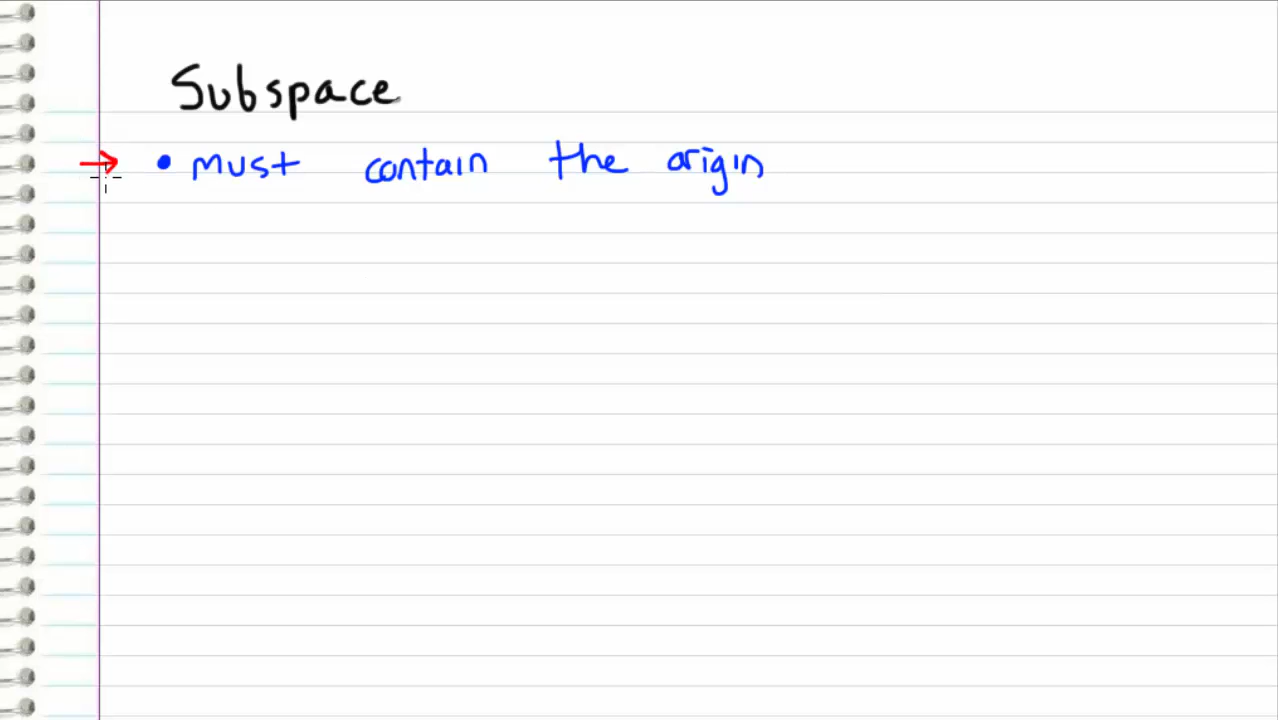 Subspace
→ • must contain the origin